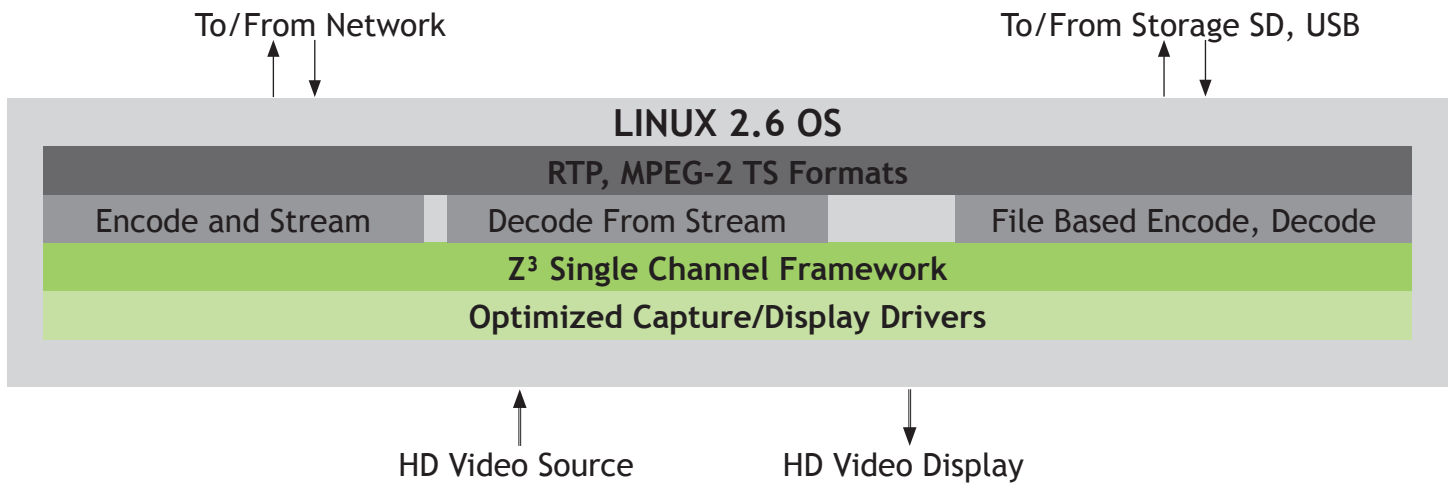 To/From Network
To/From Storage SD, USB
LINUX 2.6 OS
RTP, MPEG-2 TS Formats
Encode and Stream
Decode From Stream
File Based Encode, Decode
Z³ Single Channel Framework
Optimized Capture/Display Drivers
HD Video Source
HD Video Display